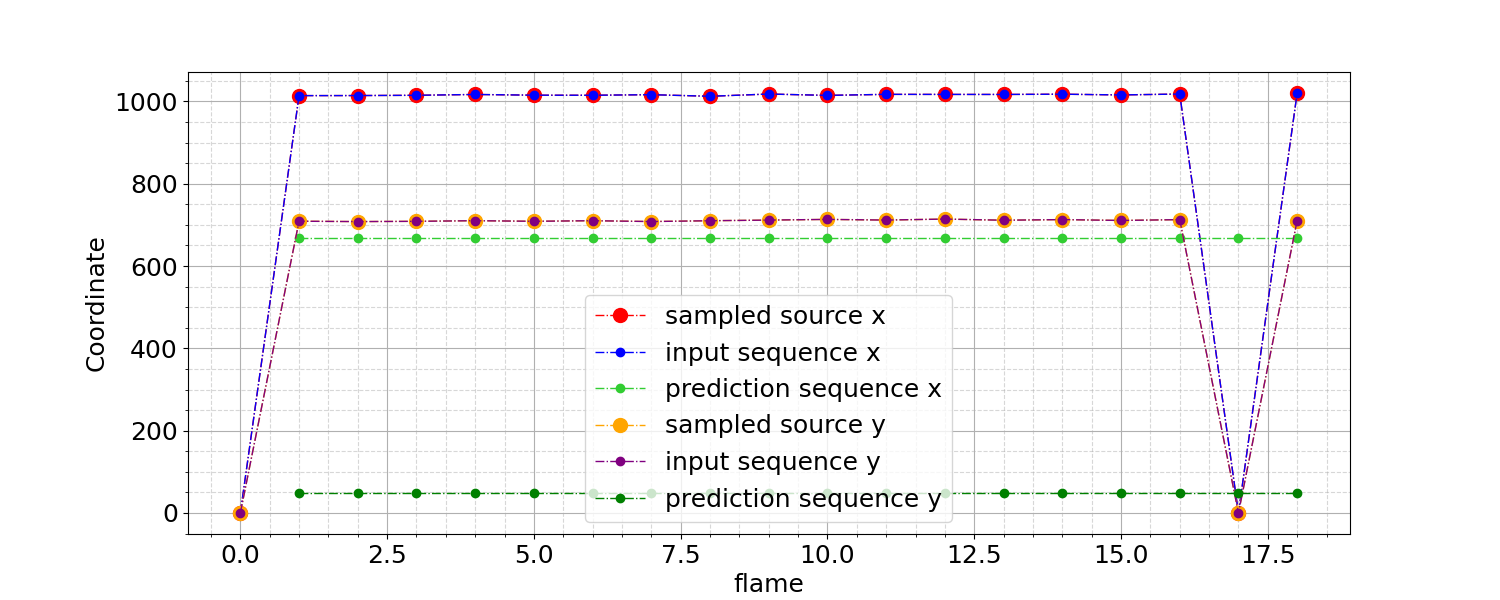 1000
800
600
400
200
0
Coordinate
sampled source x
input sequence x
prediction sequence x
sampled source y
input sequence y
prediction sequence y
0.0 2.5 5.0 7.5 10.0 12.5 15.0 17.5
flame